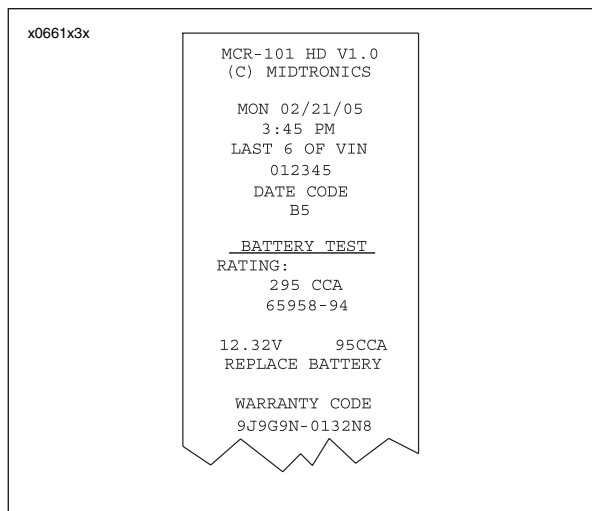 x0661x3x
MCR-101 HD V1.0
(C) MIDTRONICS
MON 02/21/05
3:45 PM
LAST 6 OF VIN
012345
DATE CODE
B5
BATTERY TEST
RATING:
295 CCA
65958-94
12.32V 95CCA
REPLACE BATTERY
WARRANTY CODE
9J9G9N-0132N8